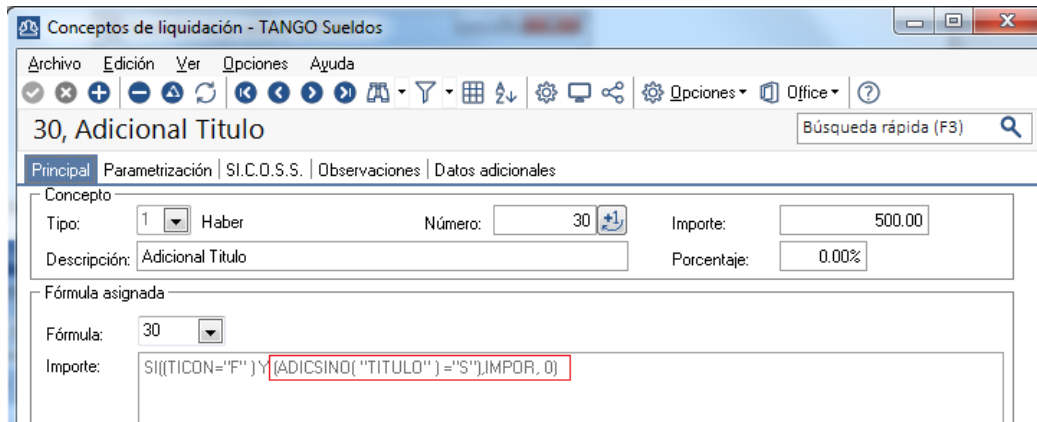 Conceptos de liquidación - TANGO Sueldos
Archivo Edición Ver Opciones Ayuda
Opciones Office
30, Adicional Titulo
Búsqueda rápida (F3)
Principal Parametrización SI.C.O.S.S. Observaciones Datos adicionales
Concepto
Tipo: 1 Haber Número: 30 +1 Importe: 500.00
Descripción: Adicional Titulo Porcentaje: 0.00%
Fórmula asignada
Fórmula: 30
Importe: SI((TICON="F" ) Y (ADICSINO( "TITULO" ) ="S"),IMPOR, 0)